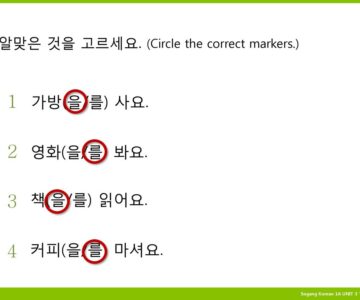 알맞은 것을 고르세요. (Circle the correct markers.)
1 가방(을/를) 사요.
2 영화(을/를) 봐요.
3 책(을/를) 읽어요.
4 커피(을/를) 마셔요.
Sogang Korean 1A UNIT 3